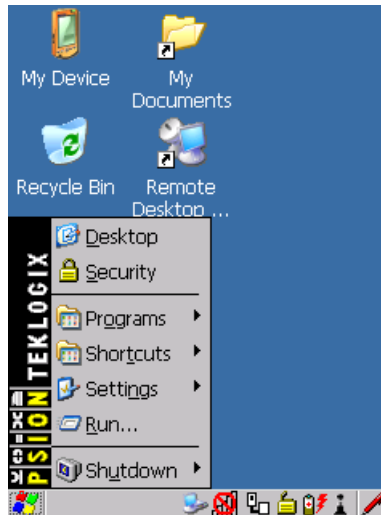 My Device
My
Documents
Recycle Bin
Remote
Desktop ...
PSION TEKLOGIX
Desktop
Security
Programs
Shortcuts
Settings
Run...
Shutdown